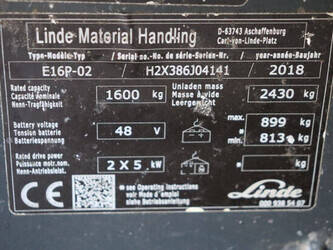 Linde Material Handling
D-63743 Aschaffenburg
Carl-von-Linde-Platz
Type-Modèle-Typ / Serial no.-No. de série-Serien-Nr. / year-année-Baujahr
E16P-02 / H2X386J04141 / 2018
Rated capacity
Capacité nominale
Nenn-Tragfähigkeit
1600 kg
Unladen mass
Masse à vide
Leergewicht
2430 kg
Battery voltage
Tension batterie
Batteriespannung
48 V
max. 899 kg
min. 813 kg
Rated drive power
Puissance motr. nom.
Nenn-Antriebsleist.
2 X 5 kW
CE
see Operating instructions
voir Mode d'emploi
siehe Betriebsanleitung
Linde